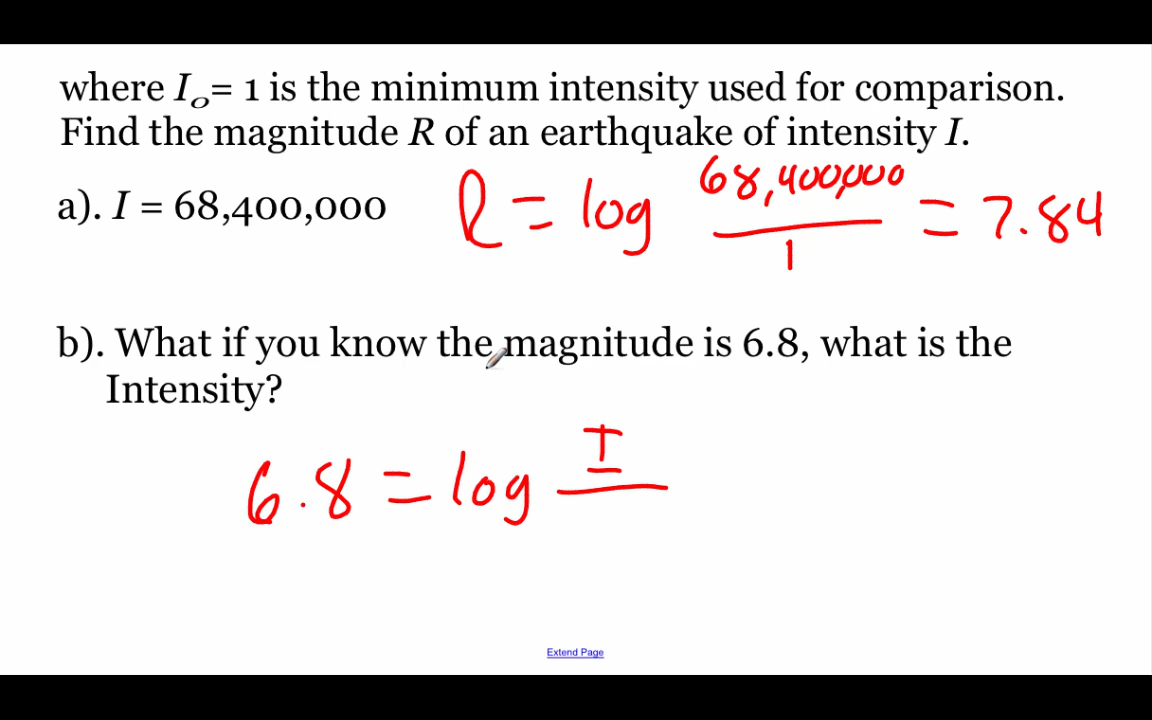 where I₀= 1 is the minimum intensity used for comparison.
Find the magnitude R of an earthquake of intensity I.
a). I = 68,400,000 R = log 68,400,000/1 = 7.84
b). What if you know the magnitude is 6.8, what is the
Intensity?
6.8 = log I
Extend Page